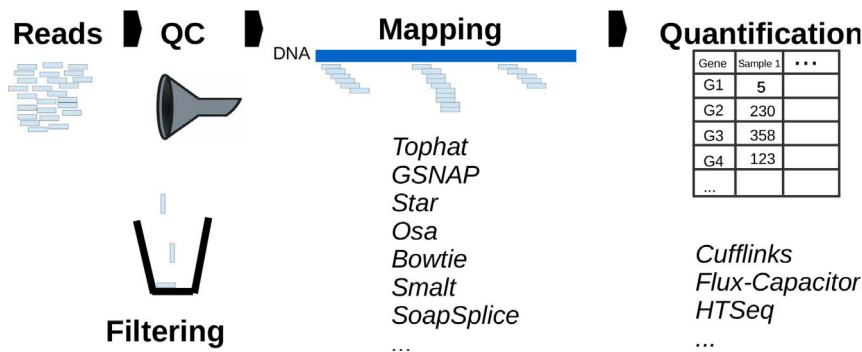 Reads
QC
Mapping
Quantification
DNA
Gene Sample 1 ...
G1 5
G2 230
G3 358
G4 123
...
Tophat
GSNAP
Star
Osa
Bowtie
Smalt
SoapSplice
...
Cufflinks
Flux-Capacitor
HTSeq
...
Filtering